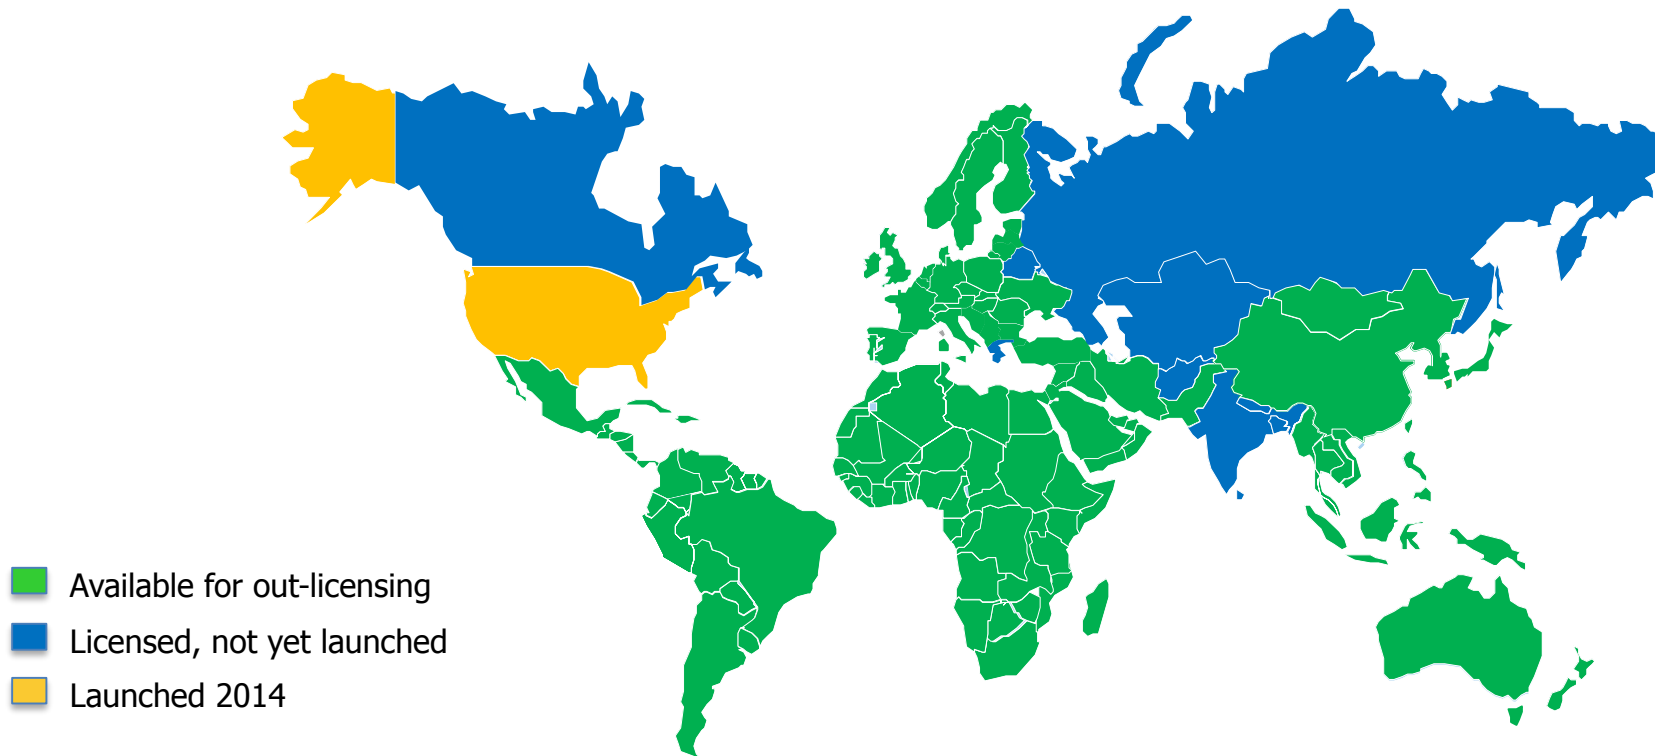 Available for out-licensing
Licensed, not yet launched
Launched 2014